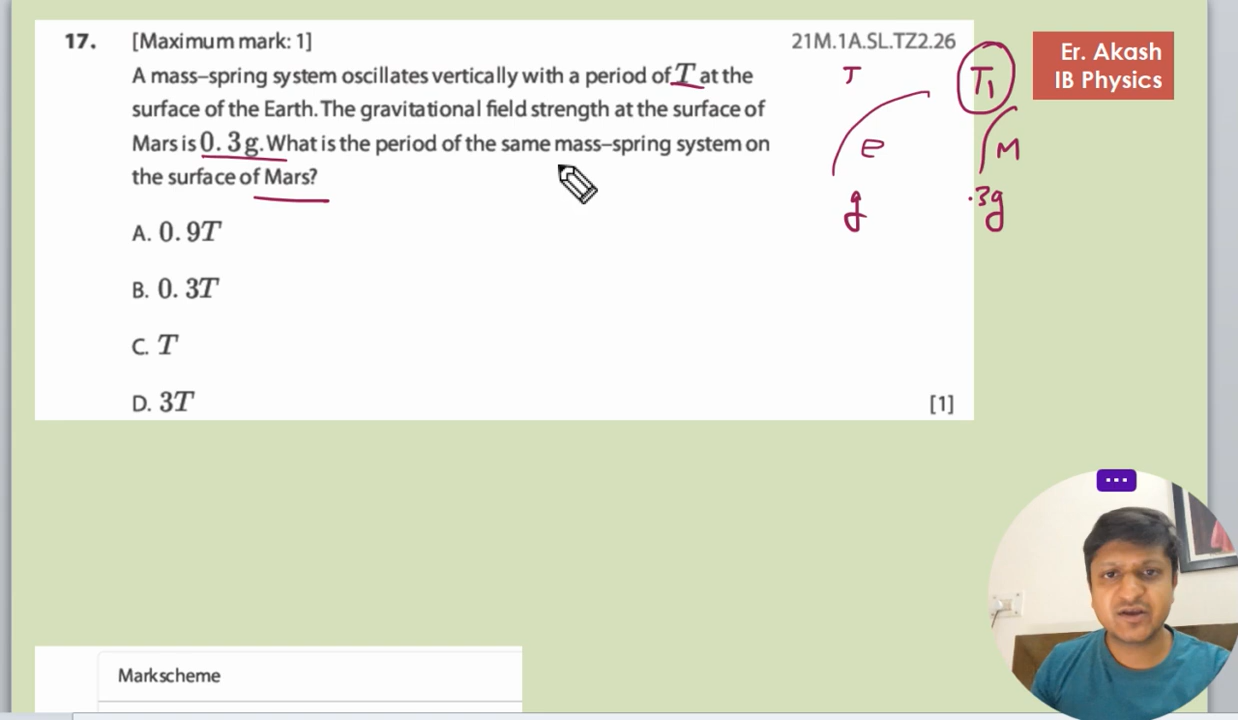 17. [Maximum mark: 1] 21M.1A.SL.TZ2.26
A mass–spring system oscillates vertically with a period of T at the
surface of the Earth. The gravitational field strength at the surface of
Mars is 0.3g. What is the period of the same mass–spring system on
the surface of Mars?
A. 0.9T
B. 0.3T
C. T
D. 3T [1]
T T₁
e M
g .3g
Er. Akash
IB Physics
Markscheme